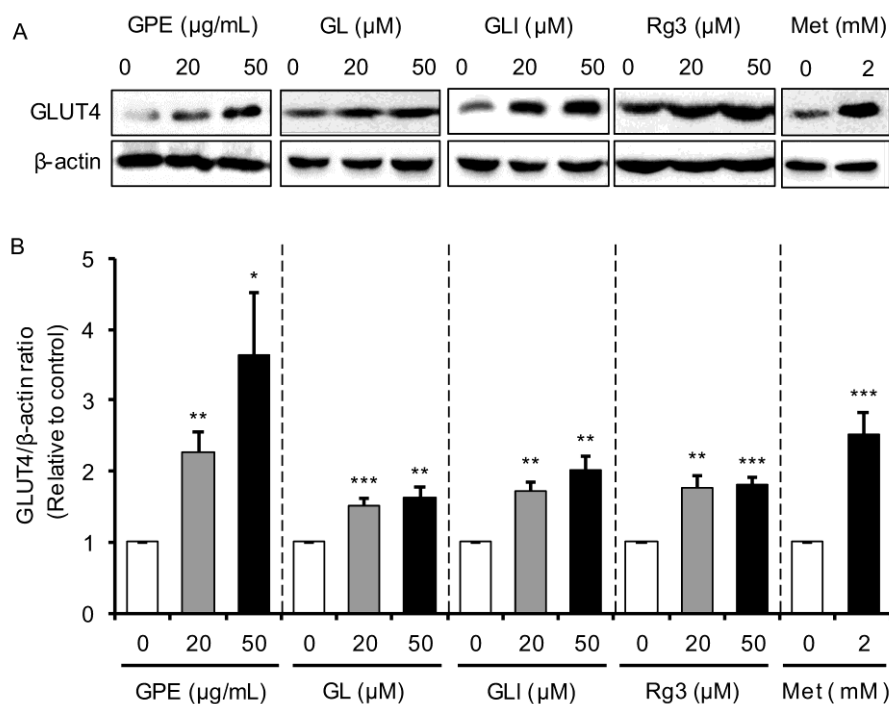 A
GPE (µg/mL) GL (µM) GLI (µM) Rg3 (µM) Met (mM)
0 20 50 0 20 50 0 20 50 0 20 50 0 2
GLUT4
β-actin
B
GLUT4/β-actin ratio
(Relative to control)
5
4
3
2
1
0
* ** *** ** ** ** ** *** ***
0 20 50 0 20 50 0 20 50 0 20 50 0 2
GPE (µg/mL) GL (µM) GLI (µM) Rg3 (µM) Met ( mM)